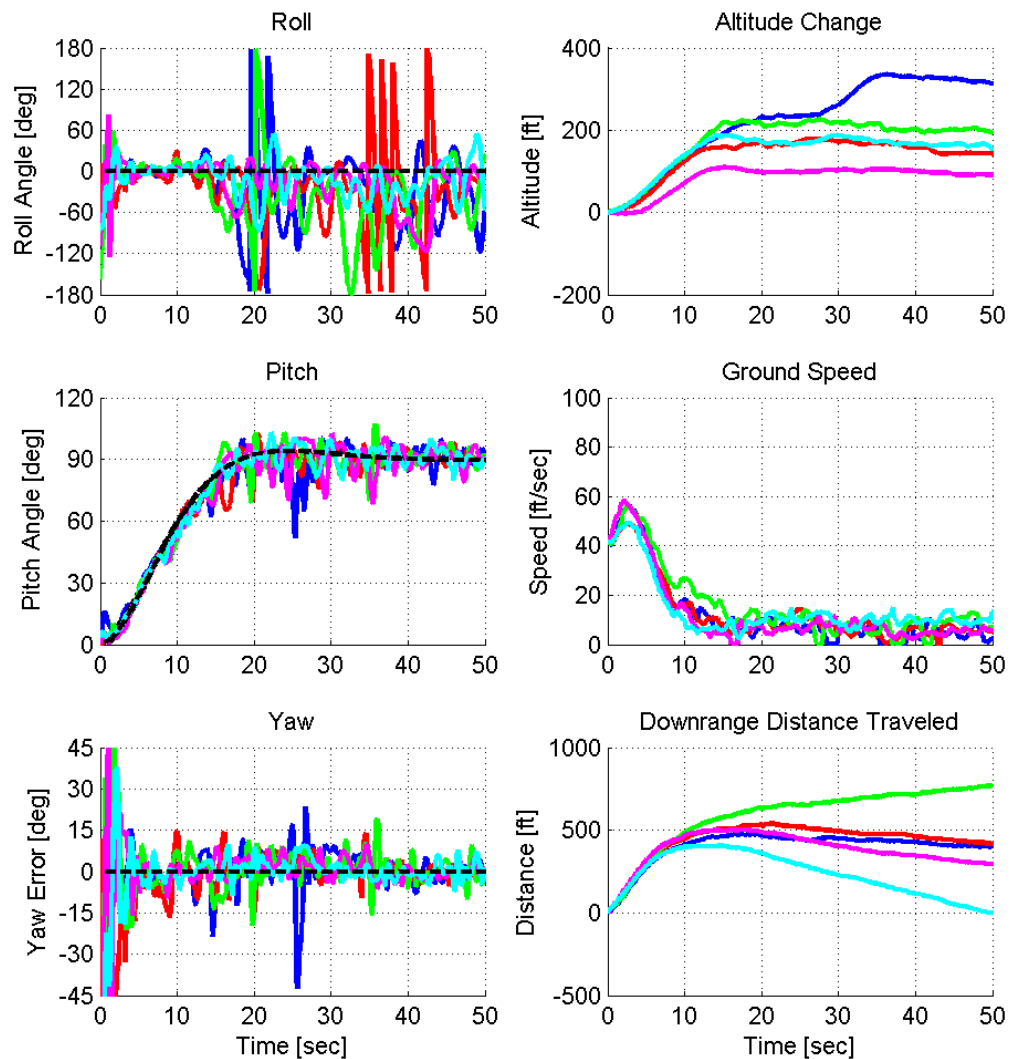 Roll
Roll Angle [deg]
180
120
60
0
-60
-120
-180
0 10 20 30 40 50
Altitude Change
Altitude [ft]
400
200
0
-200
0 10 20 30 40 50
Pitch
Pitch Angle [deg]
120
90
60
30
0
0 10 20 30 40 50
Ground Speed
Speed [ft/sec]
100
80
60
40
20
0
0 10 20 30 40 50
Yaw
Yaw Error [deg]
45
30
15
0
-15
-30
-45
0 10 20 30 40 50
Time [sec]
Downrange Distance Traveled
Distance [ft]
1000
500
0
-500
0 10 20 30 40 50
Time [sec]